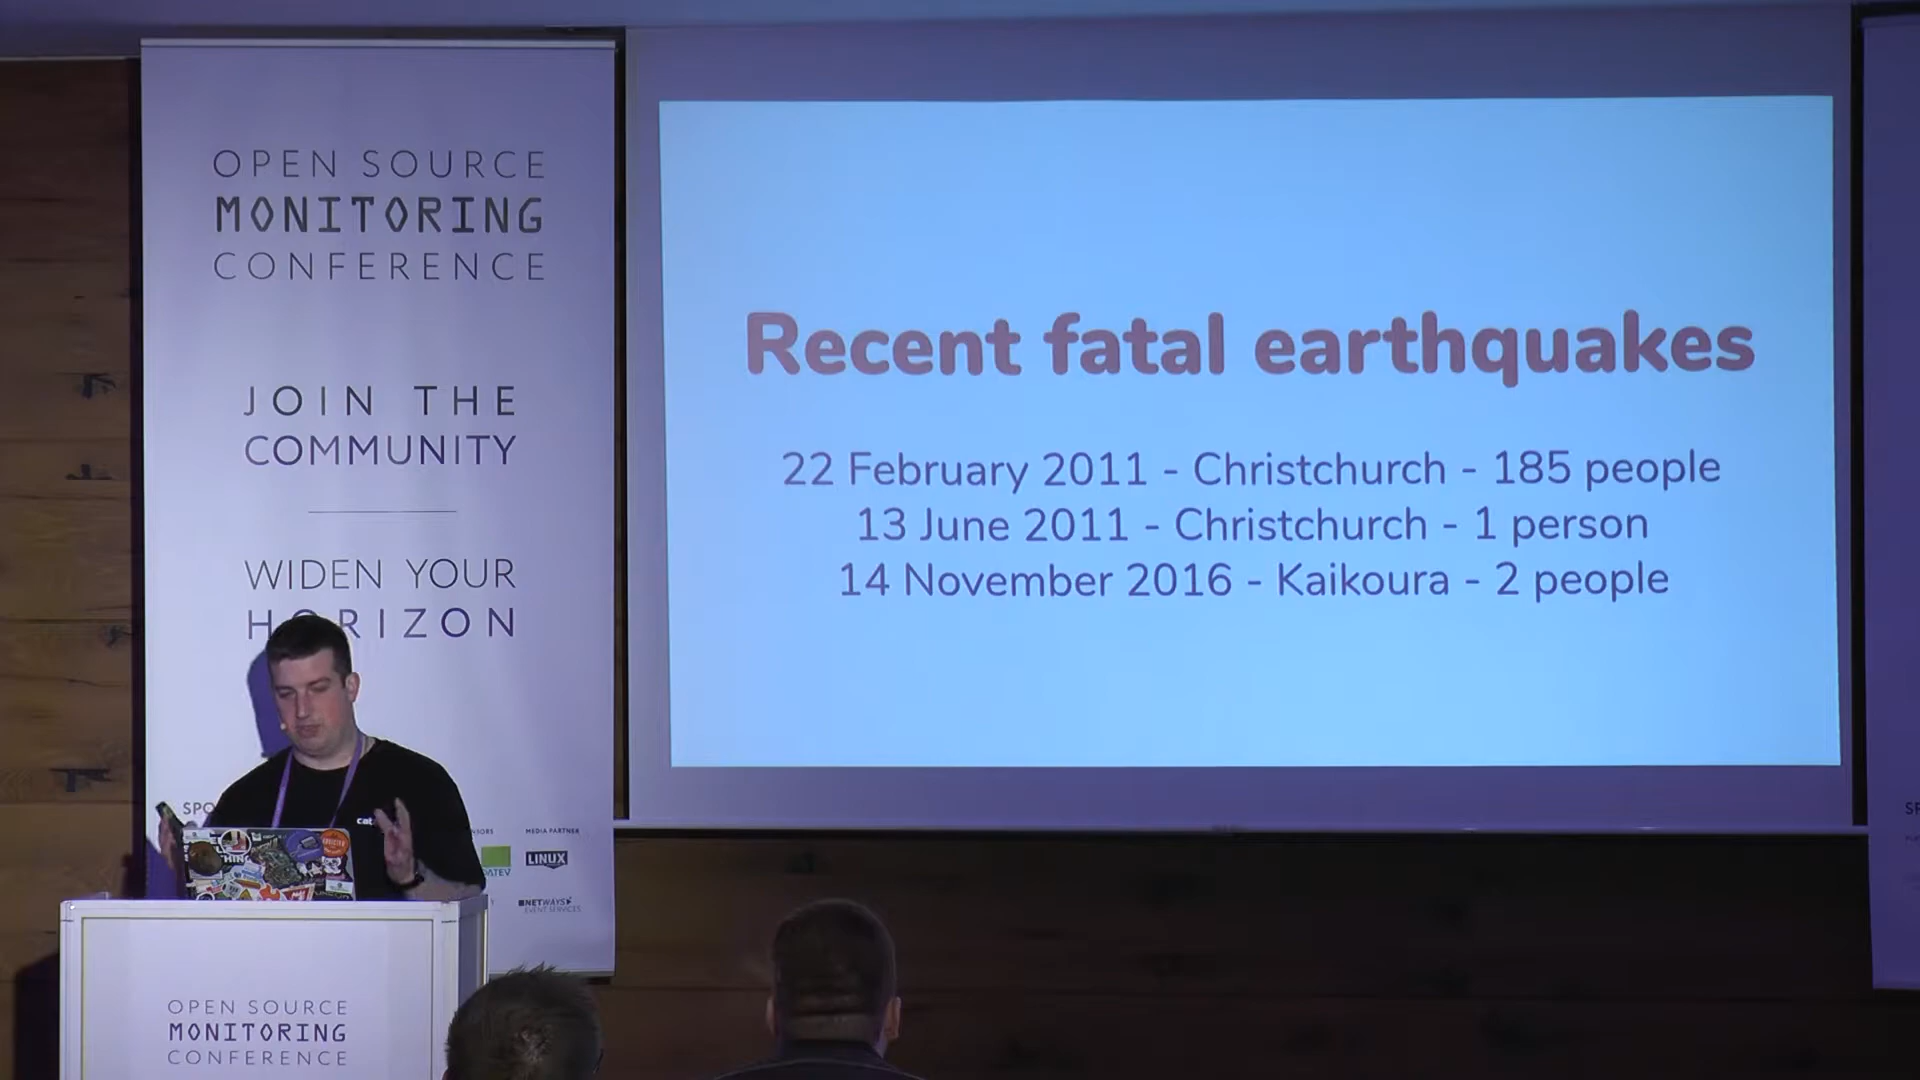 OPEN SOURCE
MONITORING
CONFERENCE
JOIN THE
COMMUNITY
WIDEN YOUR
HORIZON
MEDIA PARTNER
LINUX
NETWAYS
EVENT SERVICES
Recent fatal earthquakes
22 February 2011 - Christchurch - 185 people
13 June 2011 - Christchurch - 1 person
14 November 2016 - Kaikoura - 2 people
OPEN SOURCE
MONITORING
CONFERENCE